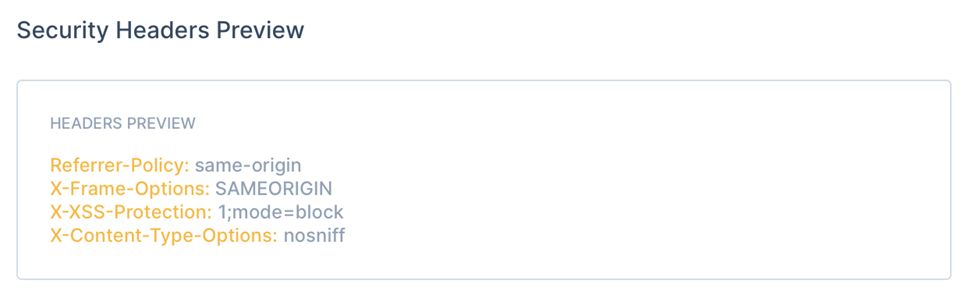 Security Headers Preview
HEADERS PREVIEW
Referrer-Policy: same-origin
X-Frame-Options: SAMEORIGIN
X-XSS-Protection: 1;mode=block
X-Content-Type-Options: nosniff